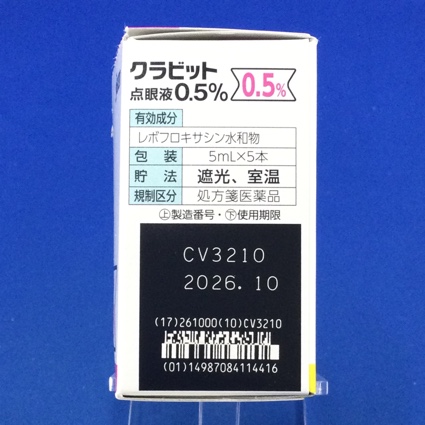 クラビット
点眼液0.5% 0.5%
有効成分
レボフロキサシン水和物
包装 5mL×5本
貯法 遮光、室温
規制区分 処方箋医薬品
㊤製造番号・㊦使用期限
CV3210
2026.10
(17)261000(10)CV3210
(01)14987084114416